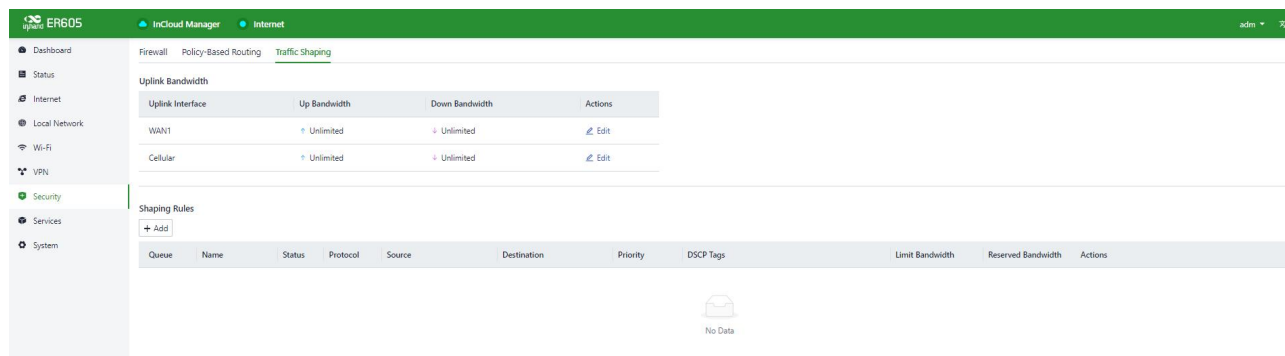 inhand ER605 InCloud Manager Internet adm
Dashboard
Status
Internet
Local Network
Wi-Fi
VPN
Security
Services
System
Firewall Policy-Based Routing Traffic Shaping
Uplink Bandwidth
Uplink Interface Up Bandwidth Down Bandwidth Actions
WAN1 ↑ Unlimited ↓ Unlimited Edit
Cellular ↑ Unlimited ↓ Unlimited Edit
Shaping Rules
+ Add
Queue Name Status Protocol Source Destination Priority DSCP Tags Limit Bandwidth Reserved Bandwidth Actions
No Data